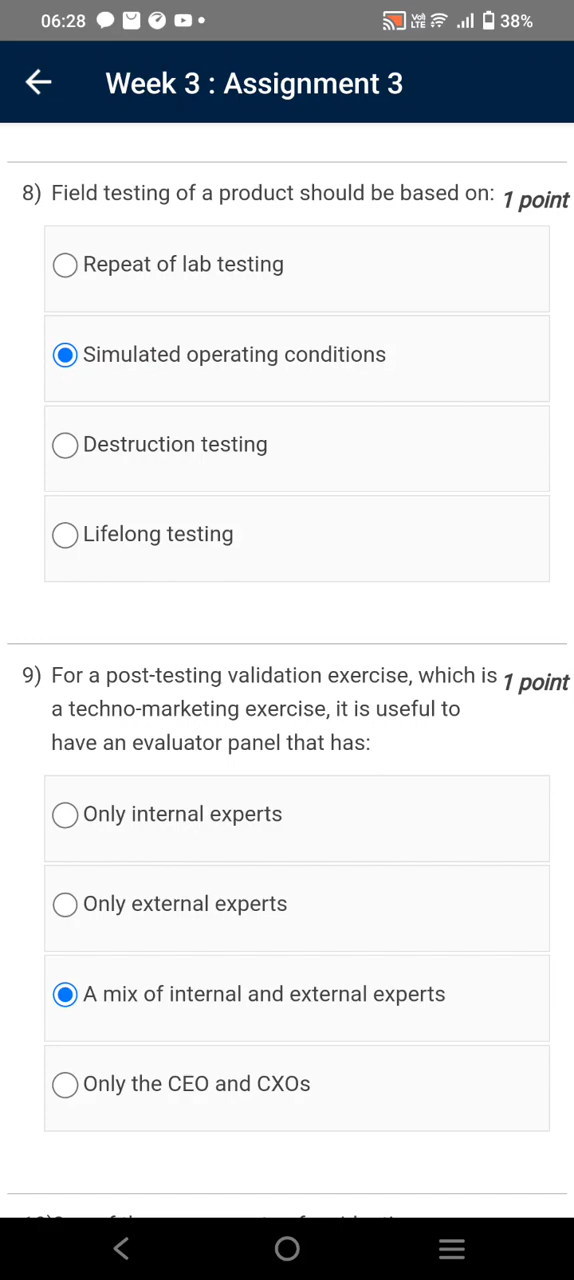 06:28
VoLTE 38%
Week 3 : Assignment 3
8) Field testing of a product should be based on: 1 point
Repeat of lab testing
Simulated operating conditions
Destruction testing
Lifelong testing
9) For a post-testing validation exercise, which is 1 point
a techno-marketing exercise, it is useful to
have an evaluator panel that has:
Only internal experts
Only external experts
A mix of internal and external experts
Only the CEO and CXOs